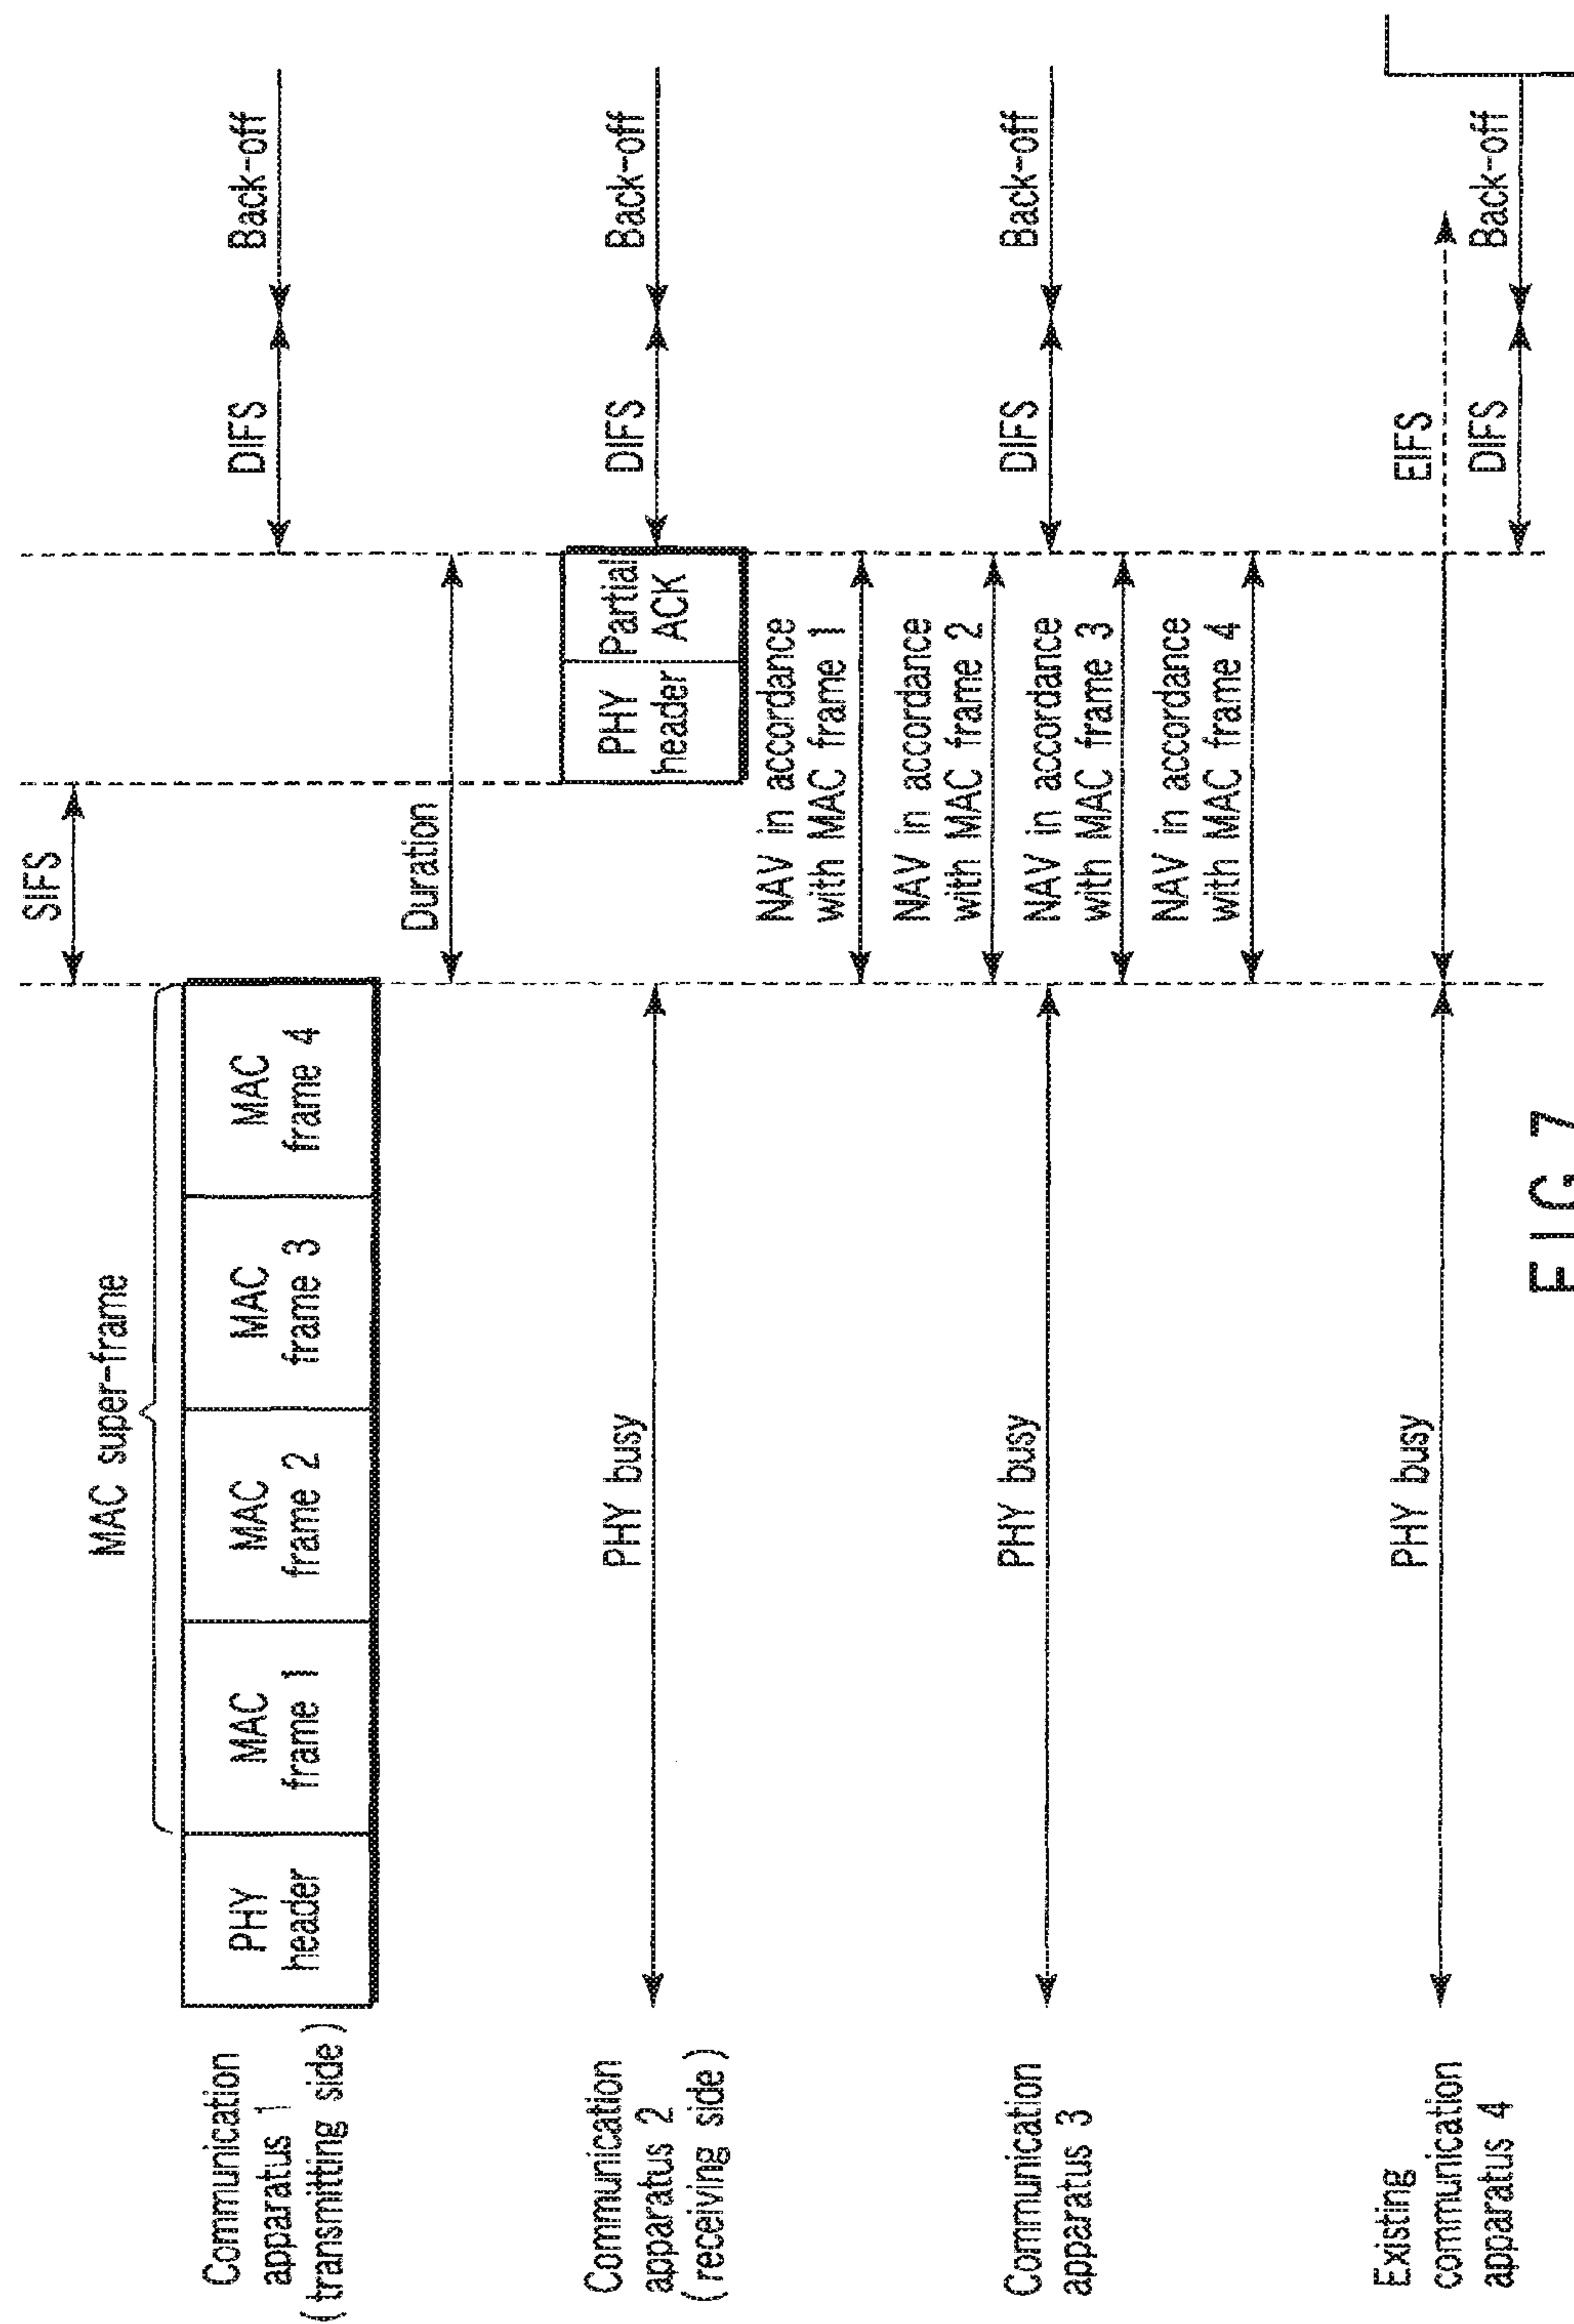 SIFS
MAC super-frame
Communication
apparatus 1
(transmitting side)
PHY
header
MAC
frame 1
MAC
frame 2
MAC
frame 3
MAC
frame 4
DIFS
Back-off
Duration
Communication
apparatus 2
(receiving side)
PHY busy
PHY
header
Partial
ACK
DIFS
Back-off
NAV in accordance
with MAC frame 1
NAV in accordance
with MAC frame 2
Communication
apparatus 3
PHY busy
NAV in accordance
with MAC frame 3
DIFS
Back-off
NAV in accordance
with MAC frame 4
Existing
communication
apparatus 4
PHY busy
EIFS
DIFS
Back-off
FIG. 7